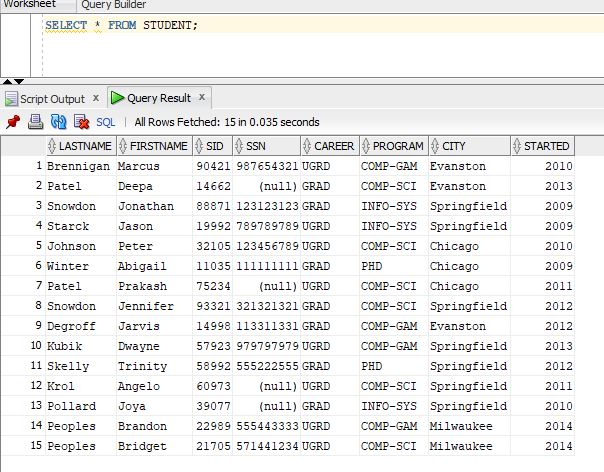 Worksheet Query Builder
SELECT * FROM STUDENT;
Script Output x Query Result x
SQL | All Rows Fetched: 15 in 0.035 seconds
LASTNAME FIRSTNAME SID SSN CAREER PROGRAM CITY STARTED
1 Brennigan Marcus 90421 987654321 UGRD COMP-GAM Evanston 2010
2 Patel Deepa 14662 (null) GRAD COMP-SCI Evanston 2013
3 Snowdon Jonathan 88871 123123123 GRAD INFO-SYS Springfield 2009
4 Starck Jason 19992 789789789 UGRD INFO-SYS Springfield 2009
5 Johnson Peter 32105 123456789 UGRD COMP-SCI Chicago 2010
6 Winter Abigail 11035 111111111 GRAD PHD Chicago 2009
7 Patel Prakash 75234 (null) UGRD COMP-SCI Chicago 2011
8 Snowdon Jennifer 93321 321321321 GRAD COMP-SCI Springfield 2012
9 Degroff Jarvis 14998 113311331 GRAD COMP-GAM Evanston 2012
10 Kubik Dwayne 57923 979797979 UGRD COMP-GAM Springfield 2013
11 Skelly Trinity 58992 555222555 GRAD PHD Springfield 2012
12 Krol Angelo 60973 (null) UGRD COMP-SCI Springfield 2011
13 Pollard Joya 39077 (null) GRAD INFO-SYS Springfield 2010
14 Peoples Brandon 22989 555443333 UGRD COMP-GAM Milwaukee 2014
15 Peoples Bridget 21705 571441234 UGRD COMP-SCI Milwaukee 2014